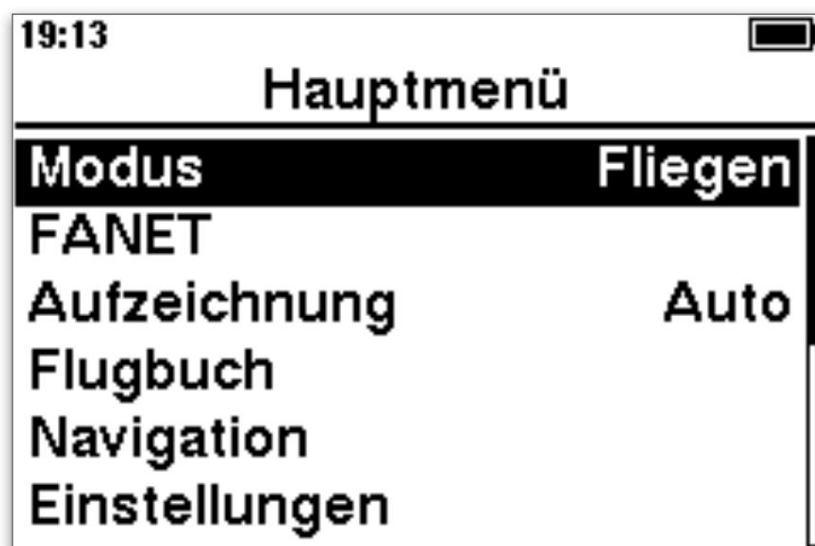 19:13
Hauptmenü
Modus Fliegen
FANET
Aufzeichnung Auto
Flugbuch
Navigation
Einstellungen